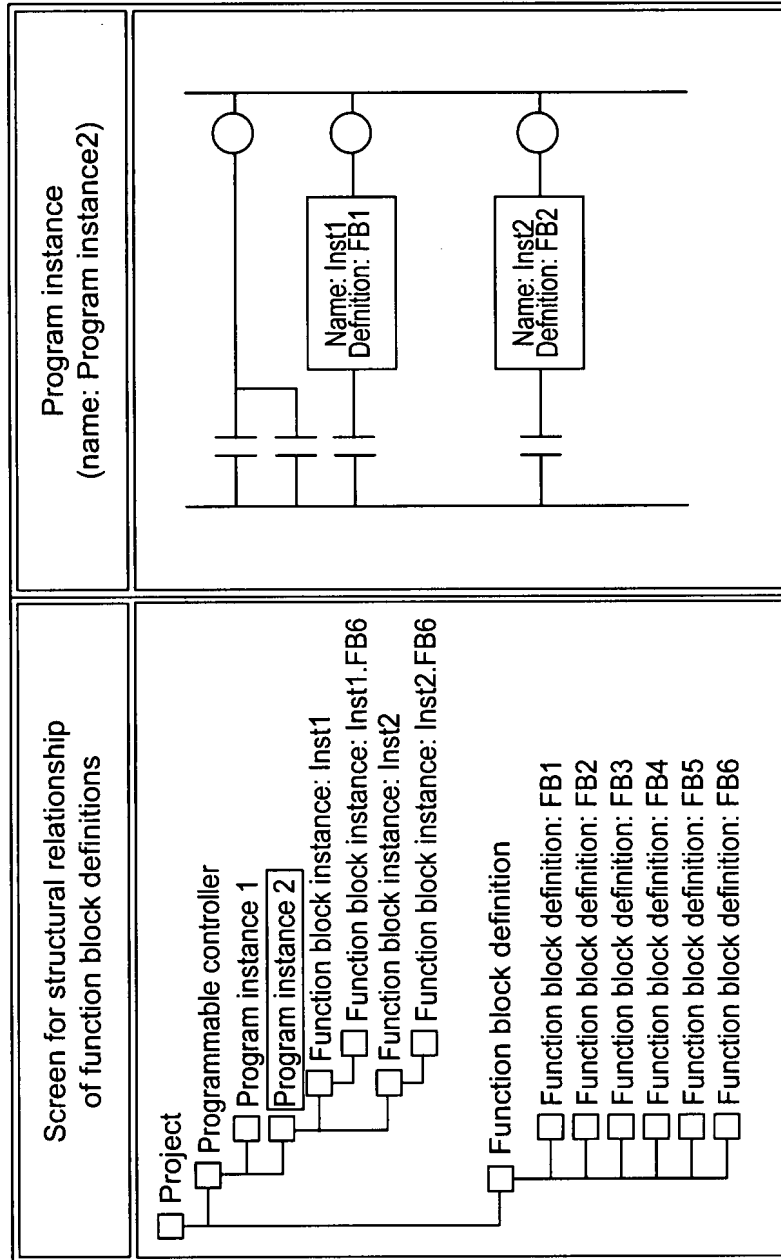 Screen for structural relationship
of function block definitions
Project
Programmable controller
Program instance 1
Program instance 2
Function block instance: Inst1
Function block instance: Inst1.FB6
Function block instance: Inst2
Function block instance: Inst2.FB6
Function block definition
Function block definition: FB1
Function block definition: FB2
Function block definition: FB3
Function block definition: FB4
Function block definition: FB5
Function block definition: FB6
Program instance
(name: Program instance2)
Name: Inst1
Defnition: FB1
Name: Inst2
Defnition: FB2